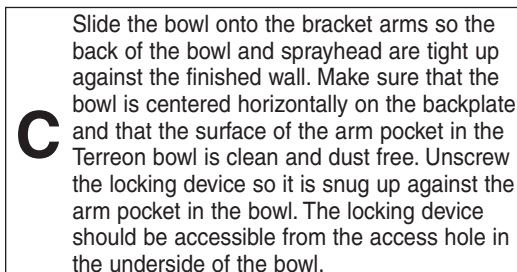 Slide the bowl onto the bracket arms so the
back of the bowl and sprayhead are tight up
against the finished wall. Make sure that the
bowl is centered horizontally on the backplate
C and that the surface of the arm pocket in the
Terreon bowl is clean and dust free. Unscrew
the locking device so it is snug up against the
arm pocket in the bowl. The locking device
should be accessible from the access hole in
the underside of the bowl.